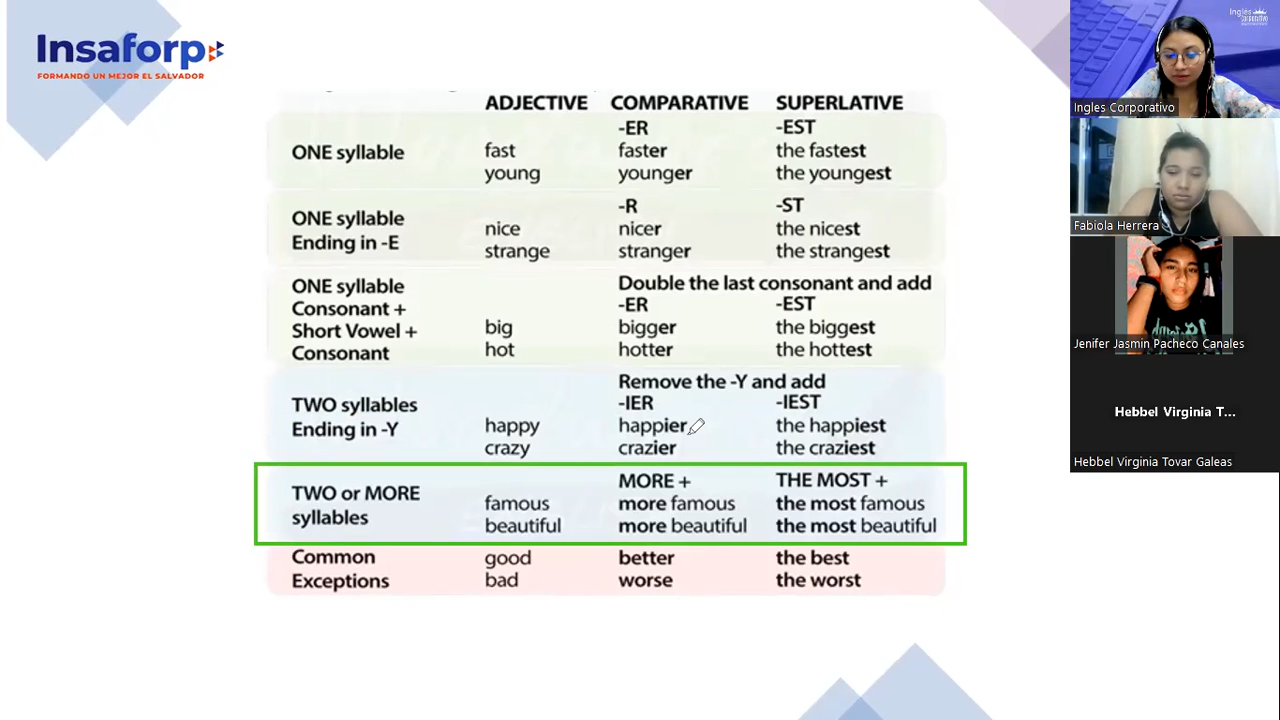 Insaforp
FORMANDO UN MEJOR EL SALVADOR
ADJECTIVE COMPARATIVE SUPERLATIVE
-ER -EST
ONE syllable fast faster the fastest
young younger the youngest
-R -ST
ONE syllable nice nicer the nicest
Ending in -E strange stranger the strangest
ONE syllable Double the last consonant and add
Consonant + -ER -EST
Short Vowel + big bigger the biggest
Consonant hot hotter the hottest
Remove the -Y and add
TWO syllables -IER -IEST
Ending in -Y happy happier the happiest
crazy crazier the craziest
MORE + THE MOST +
TWO or MORE famous more famous the most famous
syllables beautiful more beautiful the most beautiful
Common good better the best
Exceptions bad worse the worst
Ingles
Corporativo
Ingles Corporativo
Fabiola Herrera
Jenifer Jasmin Pacheco Canales
Hebbel Virginia T...
Hebbel Virginia Tovar Galeas